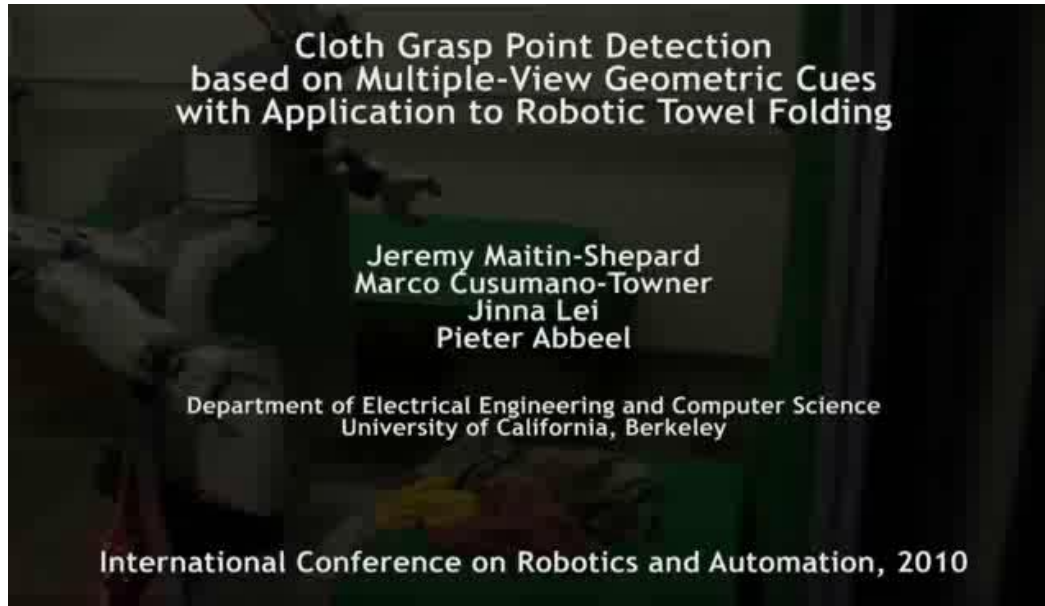 Cloth Grasp Point Detection
based on Multiple-View Geometric Cues
with Application to Robotic Towel Folding
Jeremy Maitin-Shepard
Marco Cusumano-Towner
Jinna Lei
Pieter Abbeel
Department of Electrical Engineering and Computer Science
University of California, Berkeley
International Conference on Robotics and Automation, 2010